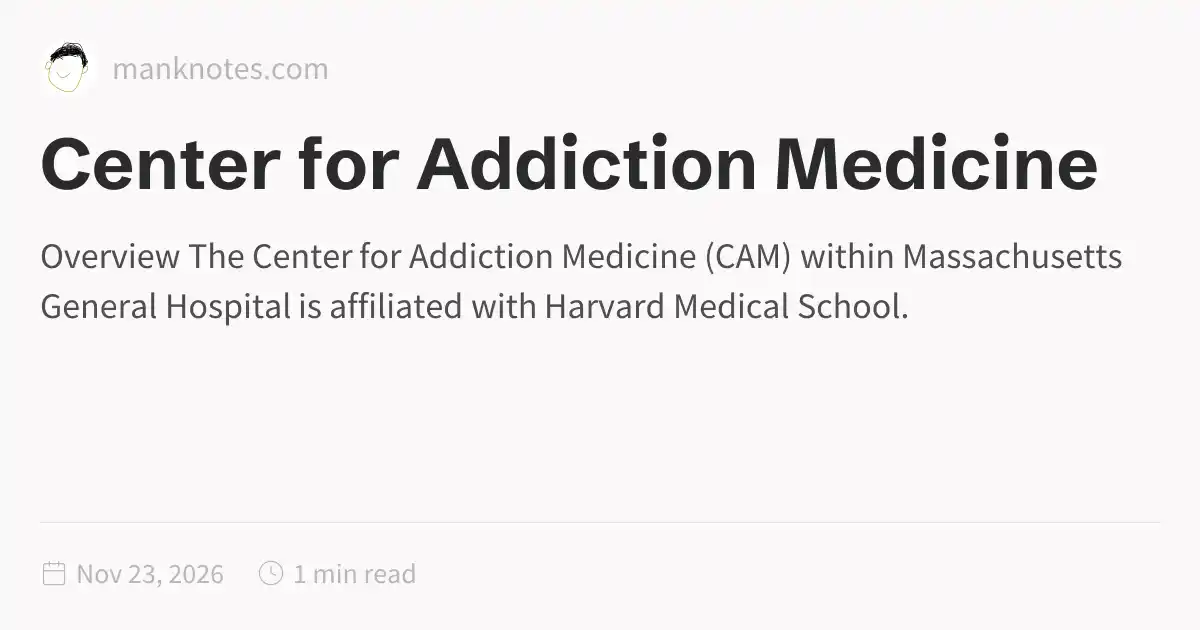 manknotes.com
Center for Addiction Medicine
Overview The Center for Addiction Medicine (CAM) within Massachusetts
General Hospital is affiliated with Harvard Medical School.
Nov 23, 2026 1 min read